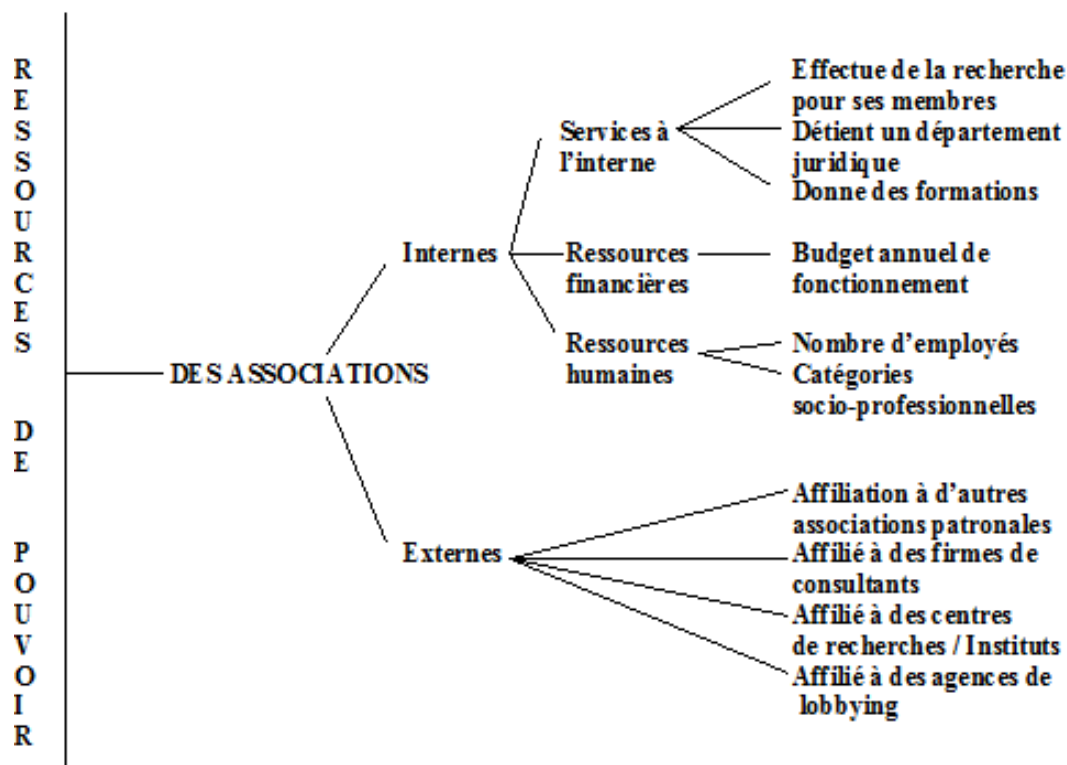 RESSOURCES DE POUVOIR
DES ASSOCIATIONS
Internes
Services à
l'interne
Effectue de la recherche
pour ses membres
Détient un département
juridique
Donne des formations
Ressources
financières
Budget annuel de
fonctionnement
Ressources
humaines
Nombre d'employés
Catégories
socio-professionnelles
Externes
Affiliation à d'autres
associations patronales
Affilié à des firmes de
consultants
Affilié à des centres
de recherches / Instituts
Affilié à des agences de
lobbying